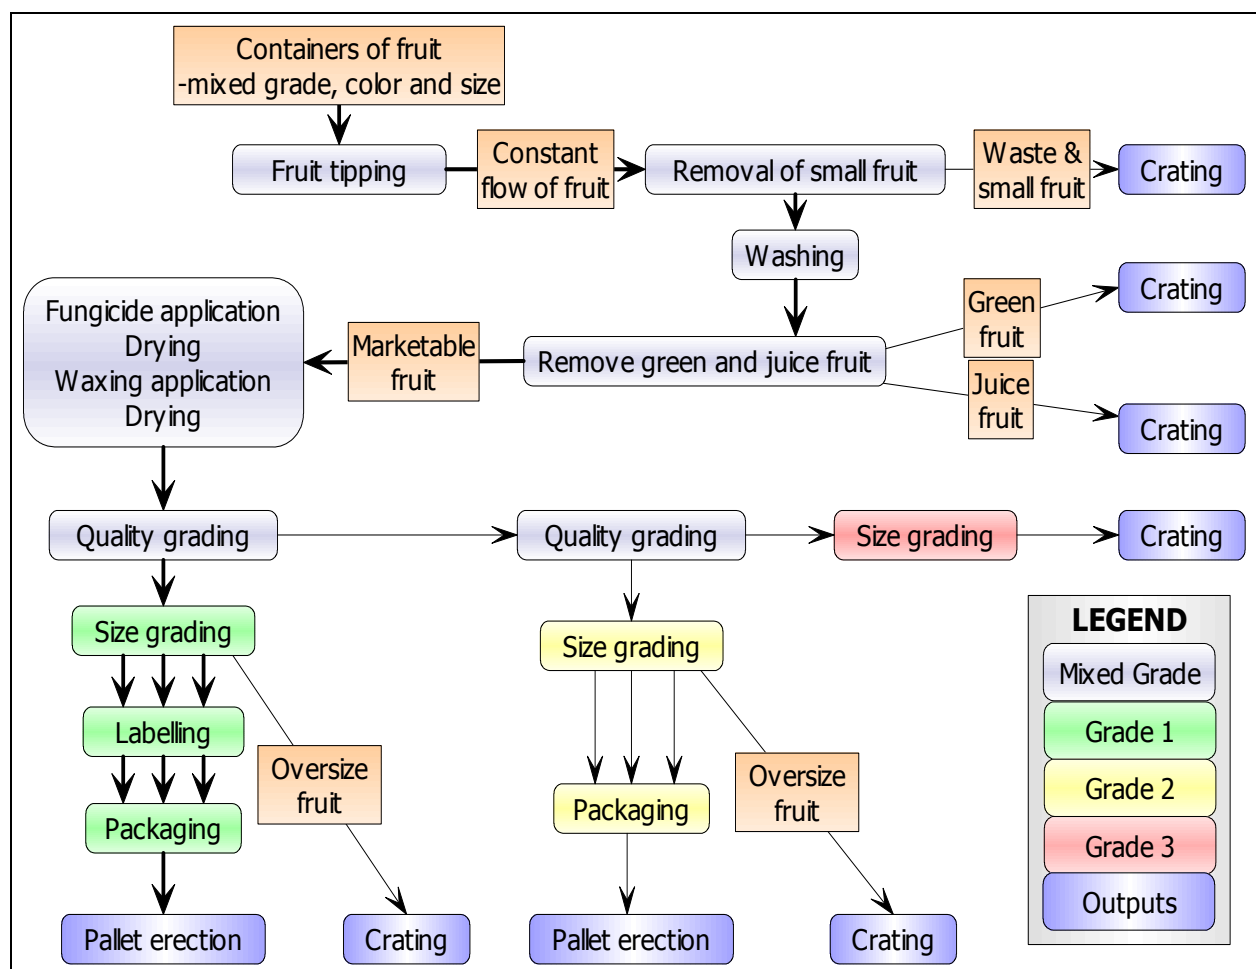 Containers of fruit
-mixed grade, color and size
Fruit tipping
Constant
flow of fruit
Removal of small fruit
Waste &
small fruit
Crating
Washing
Green
fruit
Crating
Fungicide application
Drying
Waxing application
Drying
Marketable
fruit
Remove green and juice fruit
Juice
fruit
Crating
Quality grading
Quality grading
Size grading
Crating
Size grading
Labelling
Packaging
Oversize
fruit
Pallet erection
Crating
Size grading
Packaging
Oversize
fruit
Pallet erection
Crating
LEGEND
Mixed Grade
Grade 1
Grade 2
Grade 3
Outputs